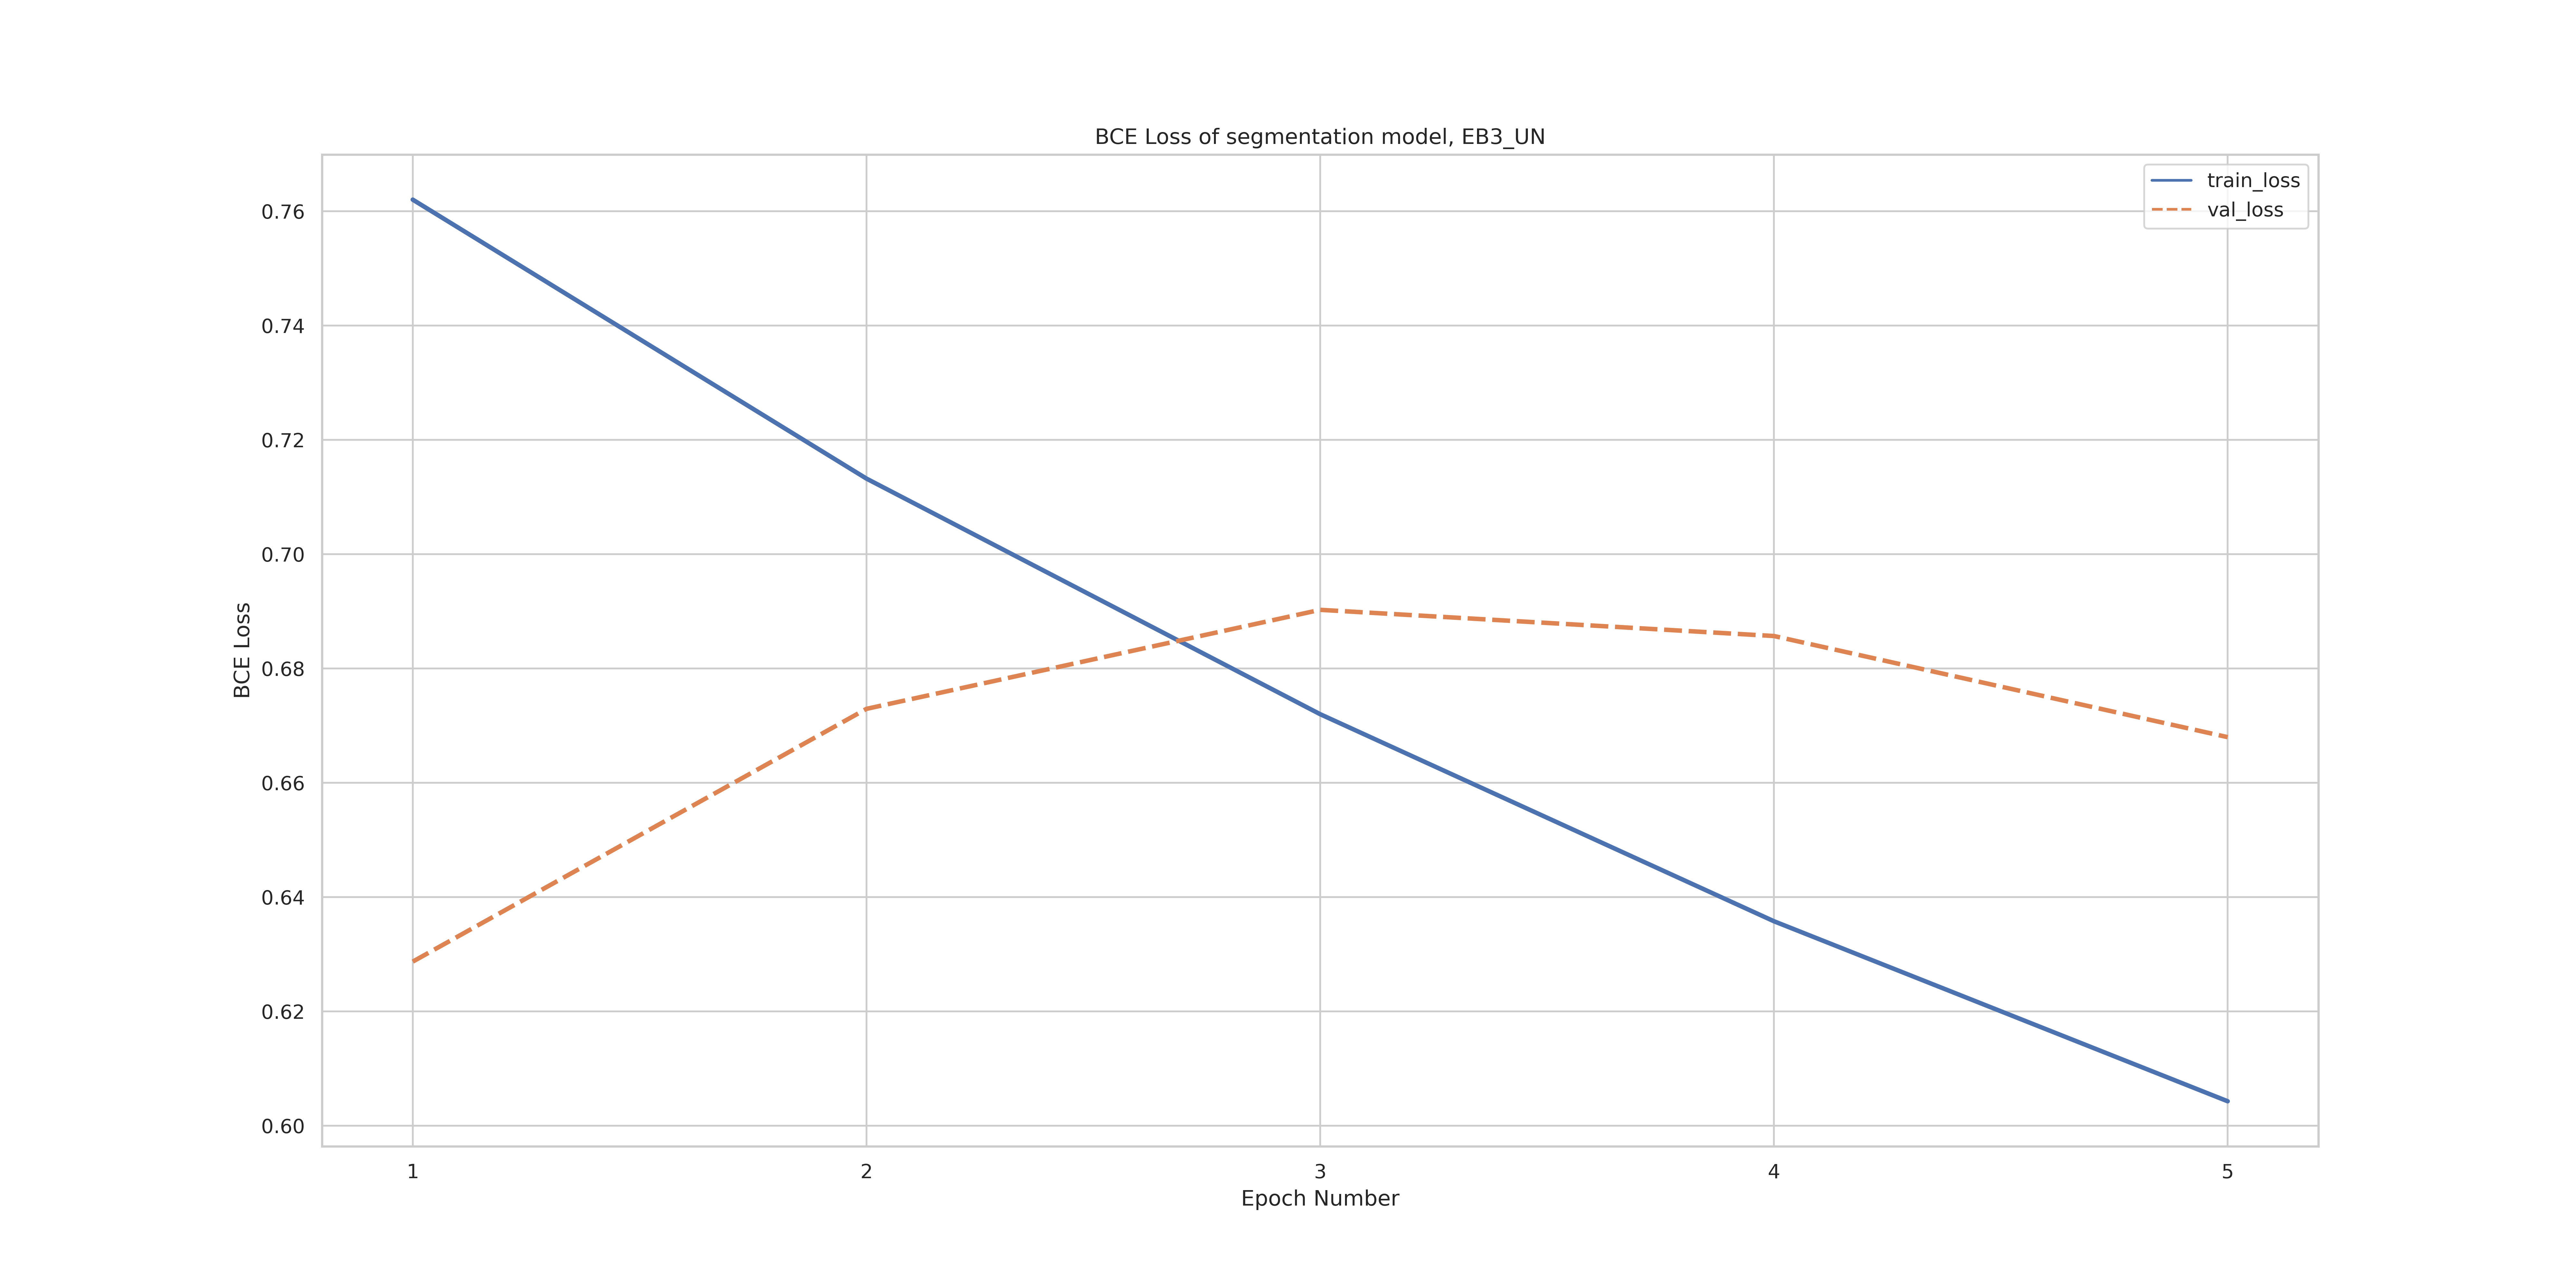 BCE Loss of segmentation model, EB3_UN
train_loss
val_loss
0.76
0.74
0.72
0.70
0.68
0.66
0.64
0.62
0.60
BCE Loss
1 2 3 4 5
Epoch Number